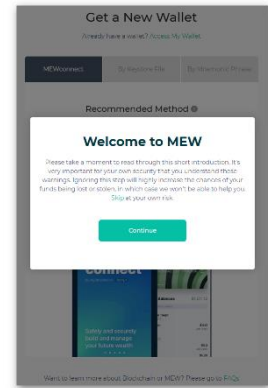 Get a New Wallet
Already have a wallet? Access My Wallet
MEWconnect
By Keystore File
By Mnemonic Phrase
Recommended Method
Welcome to MEW
Please take a moment to read through this short introduction. It's
very important for your own security that you understand these
warnings. Ignoring this step will highly increase the chances of your
funds being lost or stolen, in which case we won't be able to help you.
Skip at your own risk.
Continue
connect
Safely and securely
build and manage
your future wealth
Want to learn more about Blockchain or MEW? Please go to FAQs